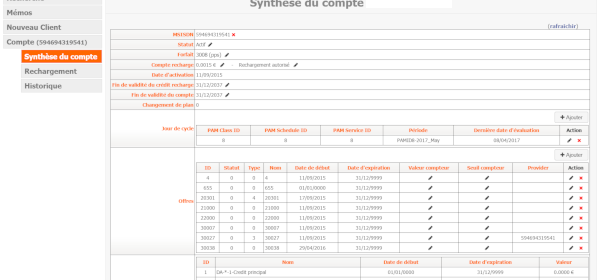 Synthèse du compte
Mémos
Nouveau Client
Compte (594694319541)
Synthèse du compte
Rechargement
Historique
(rafraichir)
MSISDN 594694319541 ×
Statut Actif
Forfait 3008 (pps)
Compte recharge 0.0015 € Rechargement autorisé
Date d'activation 11/09/2015
Fin de validité du crédit recharge 31/12/2037
Fin de validité du compte 31/12/2037
Changement de plan 0
+ Ajouter
Jour de cycle
PAM Class ID PAM Schedule ID PAM Service ID Période Dernière date d'évaluation Action
8 8 8 PAMID8-2017_May 08/04/2017 ×
+ Ajouter
Offres
ID Statut Type Nom Date de début Date d'expiration Valeur compteur Seuil compteur Provider Action
4 0 0 4 11/09/2015 31/12/9999 ×
655 0 0 655 01/01/0000 31/12/9999 ×
20301 0 4 20301 17/09/2015 31/12/9999 ×
21000 0 0 21000 11/09/2015 31/12/9999 ×
22000 0 0 22000 11/09/2015 31/12/9999 ×
30007 0 0 30007 11/09/2015 31/12/9999 ×
30027 0 3 30027 11/09/2015 31/12/9999 594694319541 ×
30038 0 0 30038 29/04/2016 31/12/9999 ×
ID Nom Date de début Date d'expiration Valeur
1 DA-*-1-Credit principal 01/01/0000 31/12/9999 0.0000 €